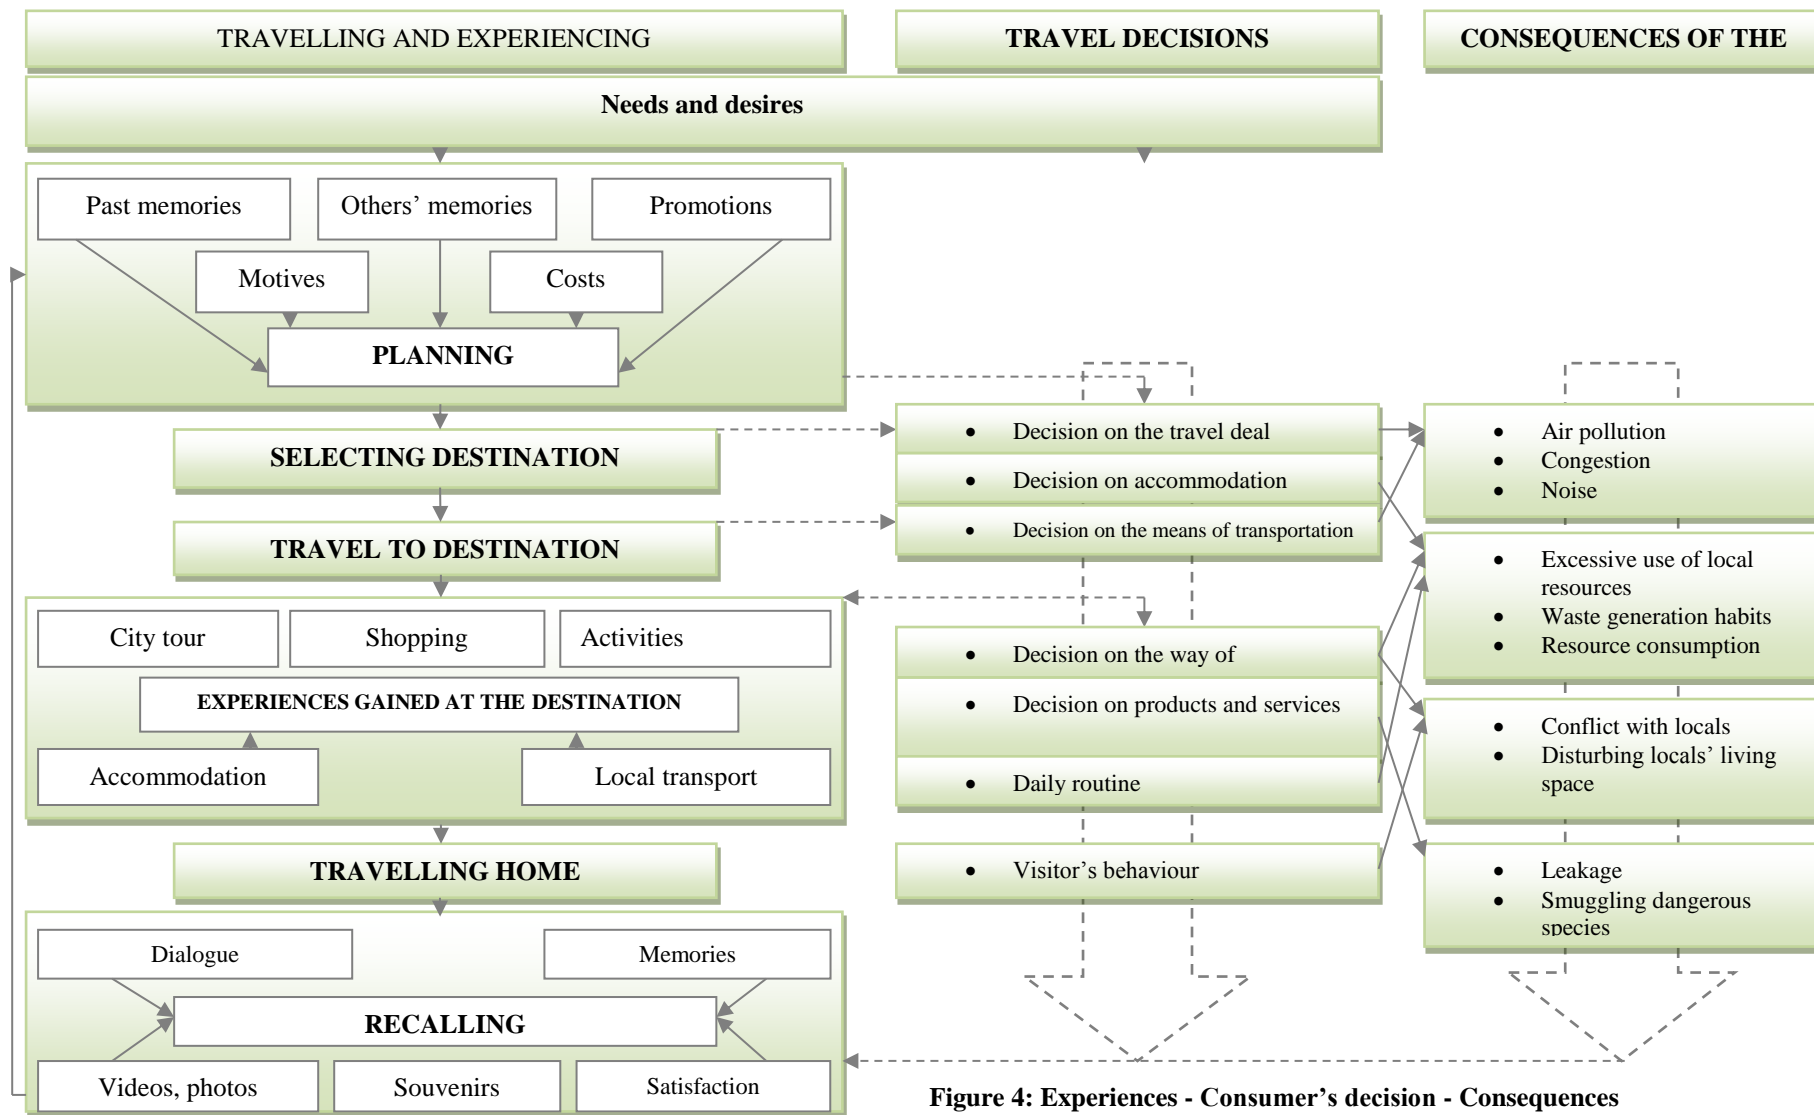 TRAVELLING AND EXPERIENCING
TRAVEL DECISIONS
CONSEQUENCES OF THE
Needs and desires
Past memories
Others’ memories
Promotions
Motives
Costs
PLANNING
SELECTING DESTINATION
TRAVEL TO DESTINATION
City tour
Shopping
Activities
EXPERIENCES GAINED AT THE DESTINATION
Accommodation
Local transport
TRAVELLING HOME
Dialogue
Memories
RECALLING
Videos, photos
Souvenirs
Satisfaction
• Decision on the travel deal
• Decision on accommodation
• Decision on the means of transportation
• Decision on the way of
• Decision on products and services
• Daily routine
• Visitor’s behaviour
• Air pollution
• Congestion
• Noise
• Excessive use of local
resources
• Waste generation habits
• Resource consumption
• Conflict with locals
• Disturbing locals’ living
space
• Leakage
• Smuggling dangerous
species
Figure 4: Experiences - Consumer’s decision - Consequences